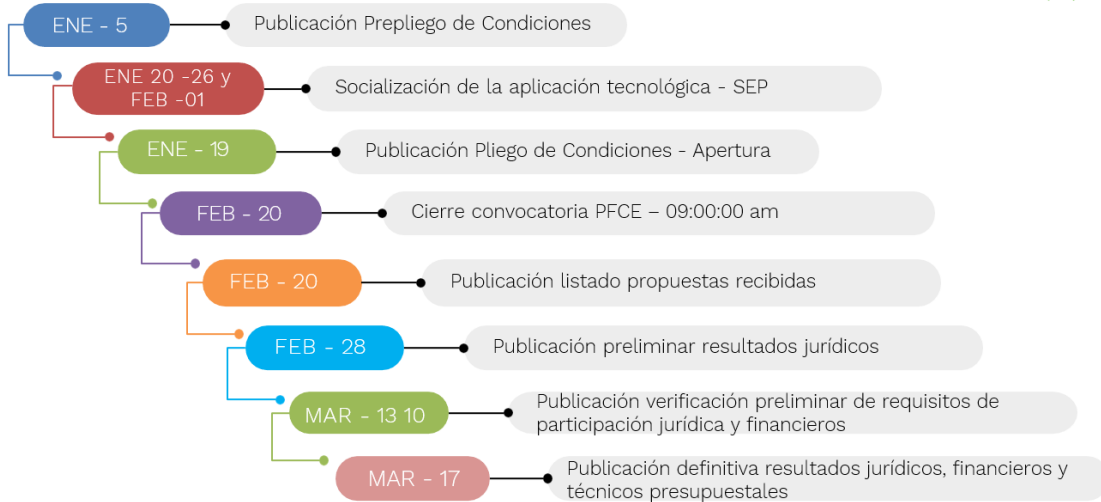 ENE - 5
Publicación Prepliego de Condiciones
ENE 20 -26 y
FEB -01
Socialización de la aplicación tecnológica - SEP
ENE - 19
Publicación Pliego de Condiciones - Apertura
FEB - 20
Cierre convocatoria PFCE – 09:00:00 am
FEB - 20
Publicación listado propuestas recibidas
FEB - 28
Publicación preliminar resultados jurídicos
MAR - 13 10
Publicación verificación preliminar de requisitos de
participación jurídica y financieros
MAR - 17
Publicación definitiva resultados jurídicos, financieros y
técnicos presupuestales